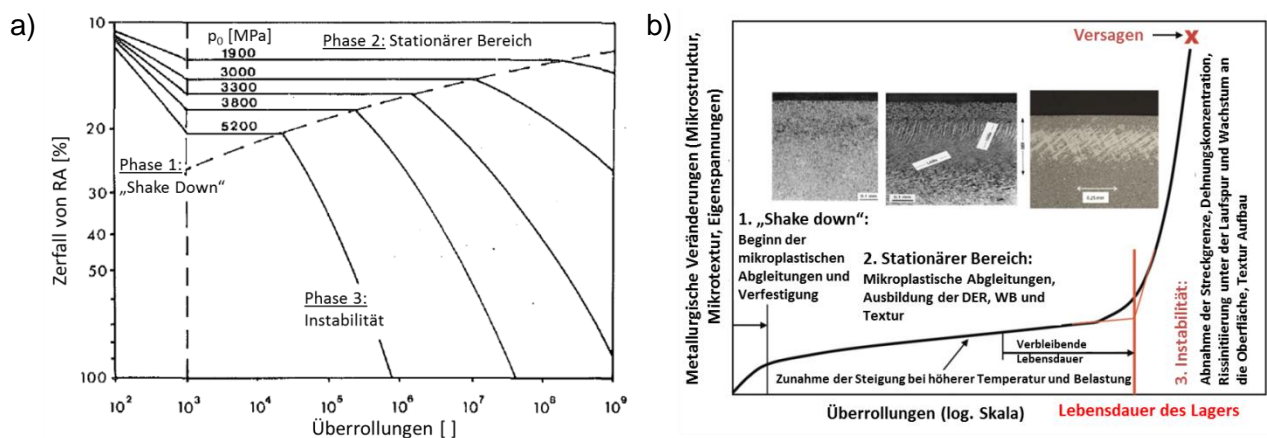 a)
10
20
30
40
50
100
Zerfall von RA [%]
p₀ [MPa]
1900
3000
3300
3800
5200
Phase 2: Stationärer Bereich
Phase 1:
„Shake Down“
Phase 3:
Instabilität
10² 10³ 10⁴ 10⁵ 10⁶ 10⁷ 10⁸ 10⁹
Überrollungen [ ]
b)
Metallurgische Veränderungen (Mikrostruktur,
Mikrotextur, Eigenspannungen)
Versagen
X
0.25mm
1. „Shake down“:
Beginn der
mikroplastischen
Abgleitungen und
Verfestigung
2. Stationärer Bereich:
Mikroplastische Abgleitungen,
Ausbildung der DER, WB und
Textur
Verbleibende
Lebensdauer
Zunahme der Steigung bei höherer Temperatur und Belastung
3. Instabilität:
Abnahme der Streckgrenze, Dehnungskonzentration,
Rissinitiierung unter der Laufspur und Wachstum an
die Oberfläche, Textur Aufbau
Überrollungen (log. Skala)
Lebensdauer des Lagers